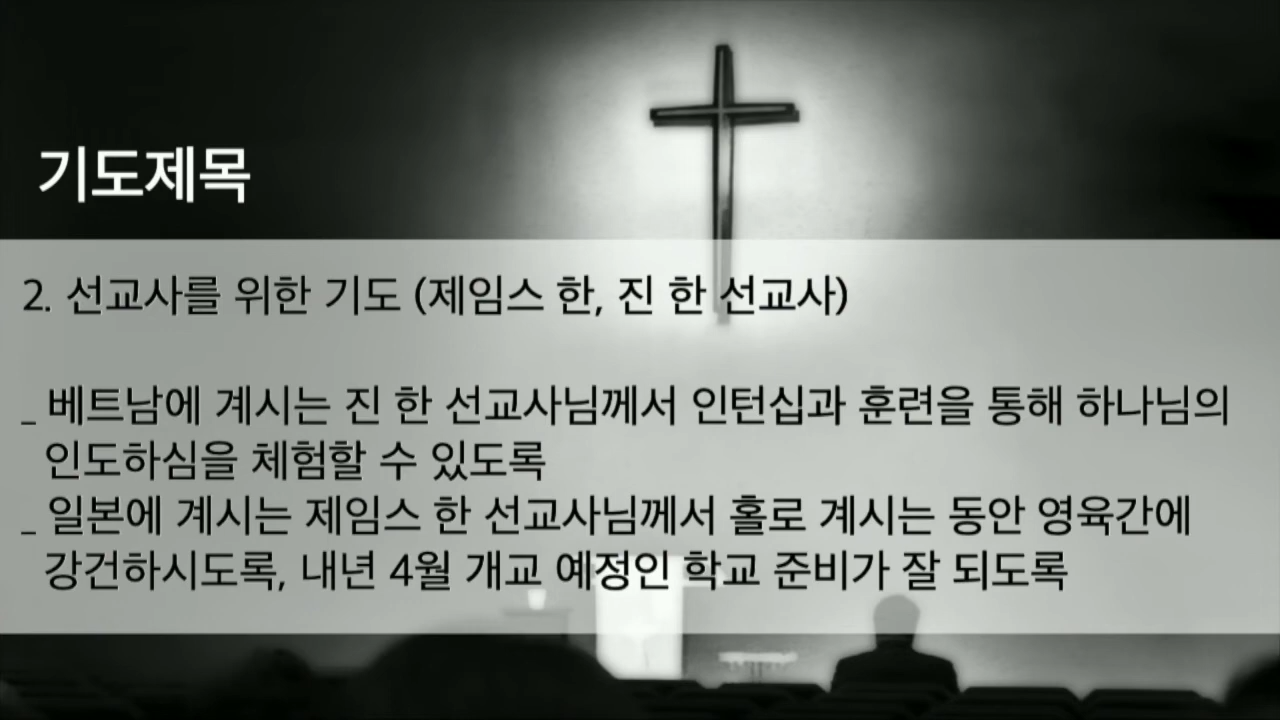 기도제목
2. 선교사를 위한 기도 (제임스 한, 진 한 선교사)
_ 베트남에 계시는 진 한 선교사님께서 인턴십과 훈련을 통해 하나님의
인도하심을 체험할 수 있도록
_ 일본에 계시는 제임스 한 선교사님께서 홀로 계시는 동안 영육간에
강건하시도록, 내년 4월 개교 예정인 학교 준비가 잘 되도록